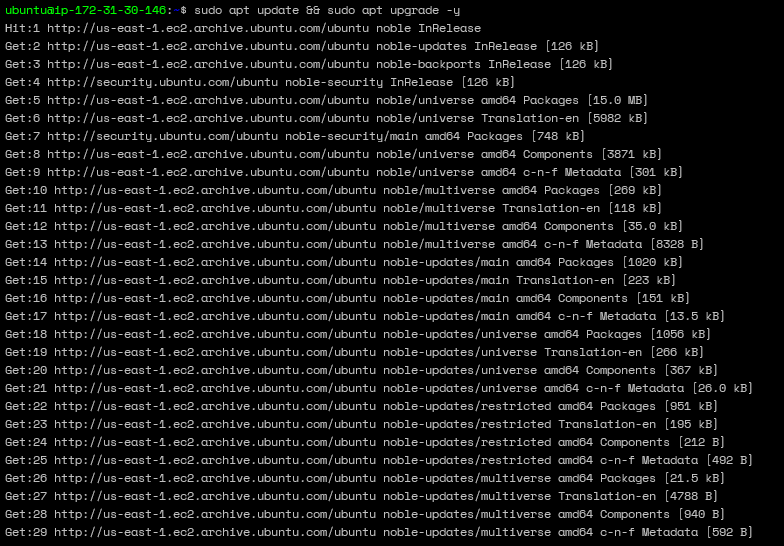 ubuntu@ip-172-31-30-146:~$ sudo apt update && sudo apt upgrade -y
Hit:1 http://us-east-1.ec2.archive.ubuntu.com/ubuntu noble InRelease
Get:2 http://us-east-1.ec2.archive.ubuntu.com/ubuntu noble-updates InRelease [126 kB]
Get:3 http://us-east-1.ec2.archive.ubuntu.com/ubuntu noble-backports InRelease [126 kB]
Get:4 http://security.ubuntu.com/ubuntu noble-security InRelease [126 kB]
Get:5 http://us-east-1.ec2.archive.ubuntu.com/ubuntu noble/universe amd64 Packages [15.0 MB]
Get:6 http://us-east-1.ec2.archive.ubuntu.com/ubuntu noble/universe Translation-en [5982 kB]
Get:7 http://security.ubuntu.com/ubuntu noble-security/main amd64 Packages [748 kB]
Get:8 http://us-east-1.ec2.archive.ubuntu.com/ubuntu noble/universe amd64 Components [3871 kB]
Get:9 http://us-east-1.ec2.archive.ubuntu.com/ubuntu noble/universe amd64 c-n-f Metadata [301 kB]
Get:10 http://us-east-1.ec2.archive.ubuntu.com/ubuntu noble/multiverse amd64 Packages [269 kB]
Get:11 http://us-east-1.ec2.archive.ubuntu.com/ubuntu noble/multiverse Translation-en [118 kB]
Get:12 http://us-east-1.ec2.archive.ubuntu.com/ubuntu noble/multiverse amd64 Components [35.0 kB]
Get:13 http://us-east-1.ec2.archive.ubuntu.com/ubuntu noble/multiverse amd64 c-n-f Metadata [8328 B]
Get:14 http://us-east-1.ec2.archive.ubuntu.com/ubuntu noble-updates/main amd64 Packages [1020 kB]
Get:15 http://us-east-1.ec2.archive.ubuntu.com/ubuntu noble-updates/main Translation-en [223 kB]
Get:16 http://us-east-1.ec2.archive.ubuntu.com/ubuntu noble-updates/main amd64 Components [151 kB]
Get:17 http://us-east-1.ec2.archive.ubuntu.com/ubuntu noble-updates/main amd64 c-n-f Metadata [13.5 kB]
Get:18 http://us-east-1.ec2.archive.ubuntu.com/ubuntu noble-updates/universe amd64 Packages [1056 kB]
Get:19 http://us-east-1.ec2.archive.ubuntu.com/ubuntu noble-updates/universe Translation-en [266 kB]
Get:20 http://us-east-1.ec2.archive.ubuntu.com/ubuntu noble-updates/universe amd64 Components [367 kB]
Get:21 http://us-east-1.ec2.archive.ubuntu.com/ubuntu noble-updates/universe amd64 c-n-f Metadata [26.0 kB]
Get:22 http://us-east-1.ec2.archive.ubuntu.com/ubuntu noble-updates/restricted amd64 Packages [951 kB]
Get:23 http://us-east-1.ec2.archive.ubuntu.com/ubuntu noble-updates/restricted Translation-en [195 kB]
Get:24 http://us-east-1.ec2.archive.ubuntu.com/ubuntu noble-updates/restricted amd64 Components [212 B]
Get:25 http://us-east-1.ec2.archive.ubuntu.com/ubuntu noble-updates/restricted amd64 c-n-f Metadata [492 B]
Get:26 http://us-east-1.ec2.archive.ubuntu.com/ubuntu noble-updates/multiverse amd64 Packages [21.5 kB]
Get:27 http://us-east-1.ec2.archive.ubuntu.com/ubuntu noble-updates/multiverse Translation-en [4788 B]
Get:28 http://us-east-1.ec2.archive.ubuntu.com/ubuntu noble-updates/multiverse amd64 Components [940 B]
Get:29 http://us-east-1.ec2.archive.ubuntu.com/ubuntu noble-updates/multiverse amd64 c-n-f Metadata [592 B]